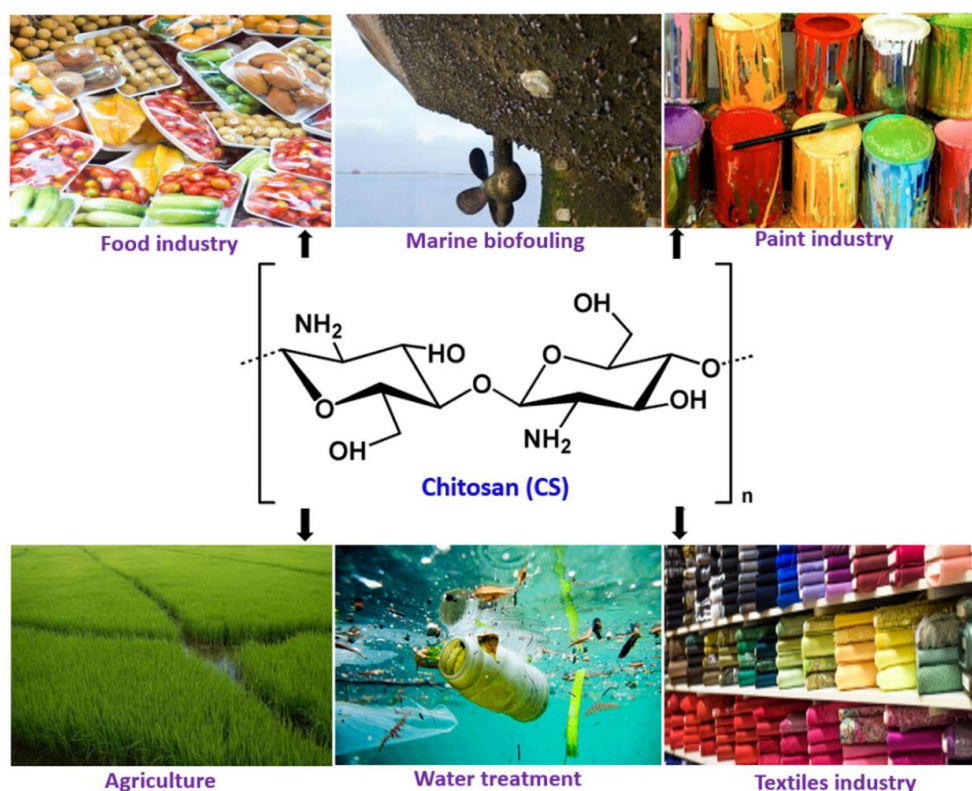 Food industry
Marine biofouling
Paint industry
OH
NH2
HO
O
O
O
OH
O
NH2
OH
n
Chitosan (CS)
Agriculture
Water treatment
Textiles industry